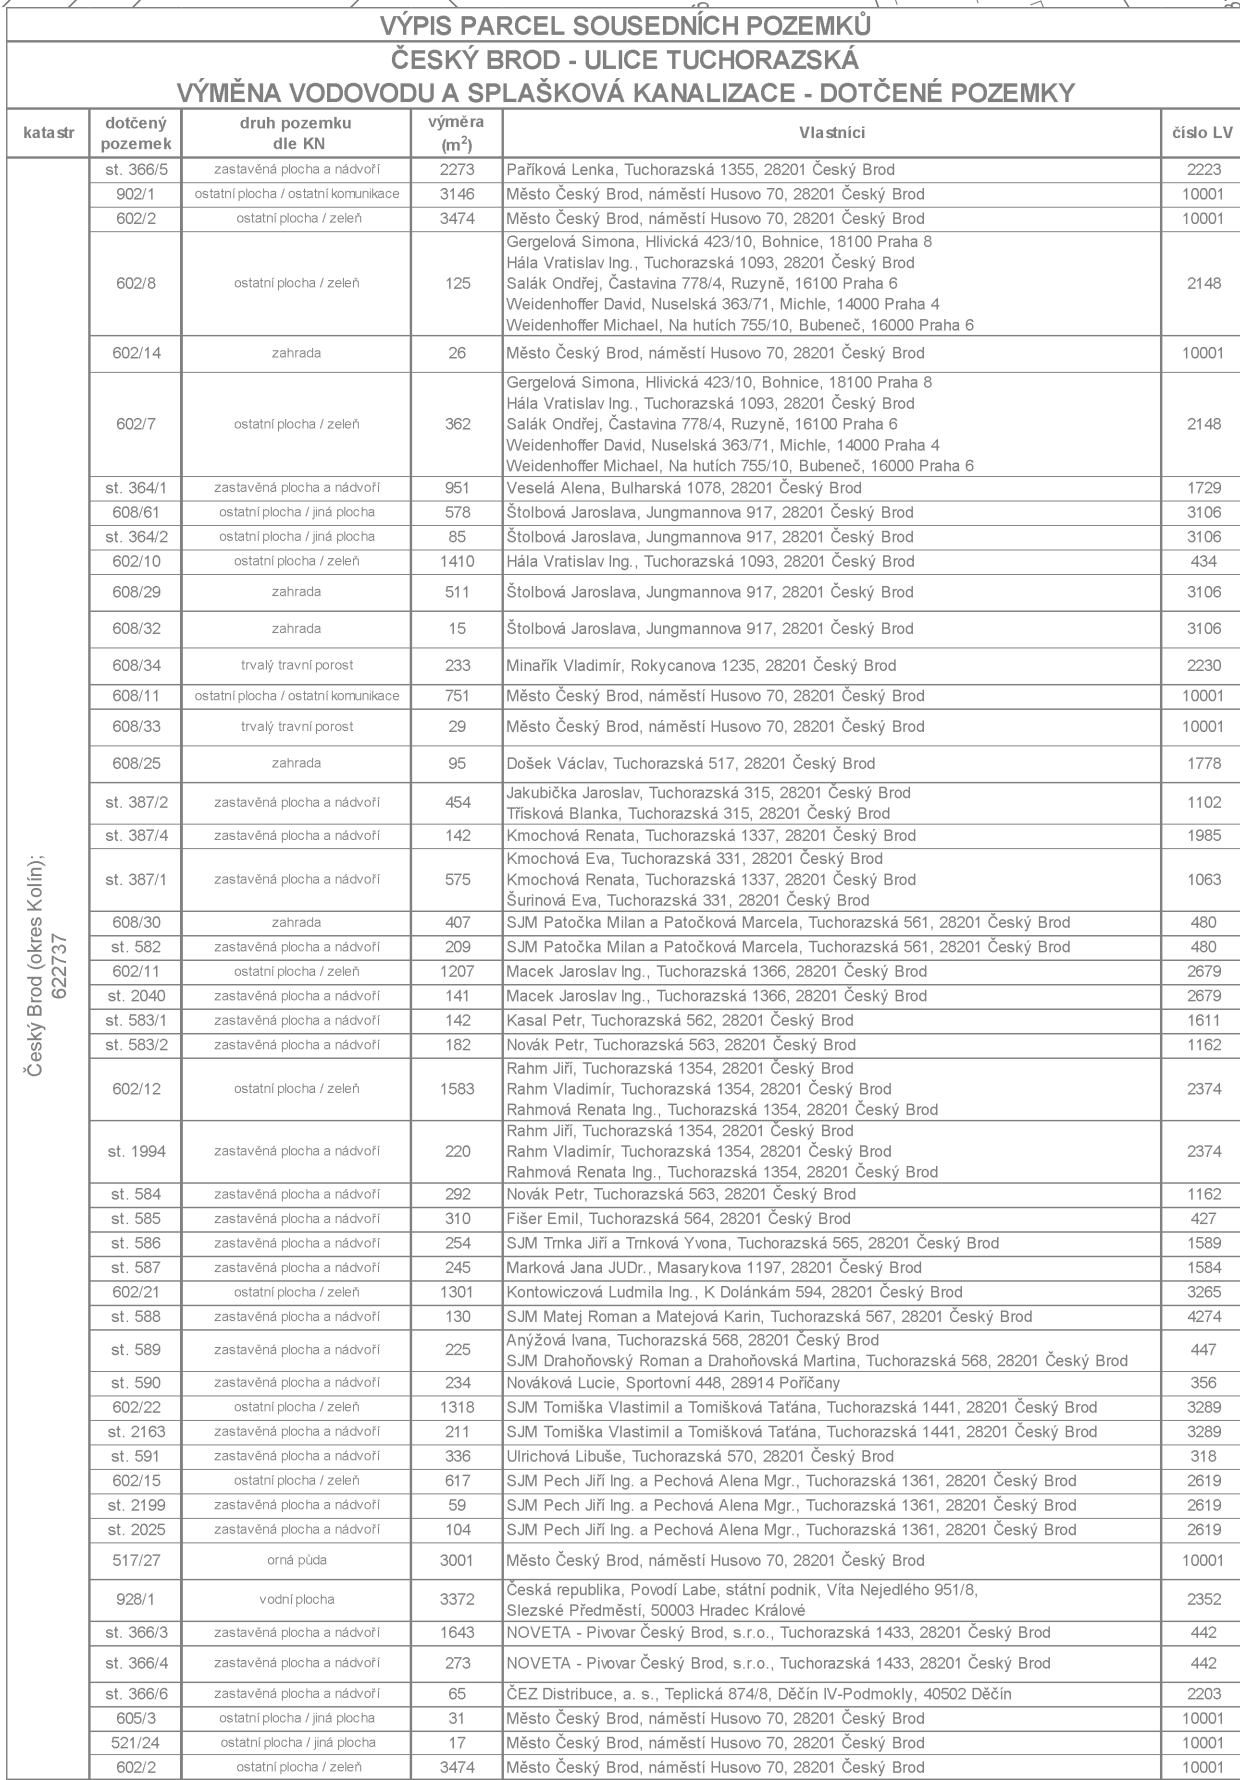 VÝPIS PARCEL SOUSEDNÍCH POZEMKŮ
ČESKÝ BROD - ULICE TUCHORAZSKÁ
VÝMĚNA VODOVODU A SPLAŠKOVÁ KANALIZACE - DOTČENÉ POZEMKY
katastr dotčený pozemek druh pozemku dle KN výměra (m²) Vlastníci číslo LV
Český Brod (okres Kolín);
622737
st. 366/5 zastavěná plocha a nádvoří 2273 Paříková Lenka, Tuchorazská 1355, 28201 Český Brod 2223
902/1 ostatní plocha / ostatní komunikace 3146 Město Český Brod, náměstí Husovo 70, 28201 Český Brod 10001
602/2 ostatní plocha / zeleň 3474 Město Český Brod, náměstí Husovo 70, 28201 Český Brod 10001
602/8 ostatní plocha / zeleň 125 Gergelová Simona, Hlivická 423/10, Bohnice, 18100 Praha 8
Hála Vratislav Ing., Tuchorazská 1093, 28201 Český Brod
Salák Ondřej, Častavina 778/4, Ruzyně, 16100 Praha 6
Weidenhoffer David, Nuselská 363/71, Michle, 14000 Praha 4
Weidenhoffer Michael, Na hutích 755/10, Bubeneč, 16000 Praha 6 2148
602/14 zahrada 26 Město Český Brod, náměstí Husovo 70, 28201 Český Brod 10001
602/7 ostatní plocha / zeleň 362 Gergelová Simona, Hlivická 423/10, Bohnice, 18100 Praha 8
Hála Vratislav Ing., Tuchorazská 1093, 28201 Český Brod
Salák Ondřej, Častavina 778/4, Ruzyně, 16100 Praha 6
Weidenhoffer David, Nuselská 363/71, Michle, 14000 Praha 4
Weidenhoffer Michael, Na hutích 755/10, Bubeneč, 16000 Praha 6 2148
st. 364/1 zastavěná plocha a nádvoří 951 Veselá Alena, Bulharská 1078, 28201 Český Brod 1729
608/61 ostatní plocha / jiná plocha 578 Štolbová Jaroslava, Jungmannova 917, 28201 Český Brod 3106
st. 364/2 ostatní plocha / jiná plocha 85 Štolbová Jaroslava, Jungmannova 917, 28201 Český Brod 3106
602/10 ostatní plocha / zeleň 1410 Hála Vratislav Ing., Tuchorazská 1093, 28201 Český Brod 434
608/29 zahrada 511 Štolbová Jaroslava, Jungmannova 917, 28201 Český Brod 3106
608/32 zahrada 15 Štolbová Jaroslava, Jungmannova 917, 28201 Český Brod 3106
608/34 trvalý travní porost 233 Minařík Vladimír, Rokycanova 1235, 28201 Český Brod 2230
608/11 ostatní plocha / ostatní komunikace 751 Město Český Brod, náměstí Husovo 70, 28201 Český Brod 10001
608/33 trvalý travní porost 29 Město Český Brod, náměstí Husovo 70, 28201 Český Brod 10001
608/25 zahrada 95 Došek Václav, Tuchorazská 517, 28201 Český Brod 1778
st. 387/2 zastavěná plocha a nádvoří 454 Jakubička Jaroslav, Tuchorazská 315, 28201 Český Brod
Třísková Blanka, Tuchorazská 315, 28201 Český Brod 1102
st. 387/4 zastavěná plocha a nádvoří 142 Kmochová Renata, Tuchorazská 1337, 28201 Český Brod 1985
st. 387/1 zastavěná plocha a nádvoří 575 Kmochová Eva, Tuchorazská 331, 28201 Český Brod
Kmochová Renata, Tuchorazská 1337, 28201 Český Brod
Šurinová Eva, Tuchorazská 331, 28201 Český Brod 1063
608/30 zahrada 407 SJM Patočka Milan a Patočková Marcela, Tuchorazská 561, 28201 Český Brod 480
st. 582 zastavěná plocha a nádvoří 209 SJM Patočka Milan a Patočková Marcela, Tuchorazská 561, 28201 Český Brod 480
602/11 ostatní plocha / zeleň 1207 Macek Jaroslav Ing., Tuchorazská 1366, 28201 Český Brod 2679
st. 2040 zastavěná plocha a nádvoří 141 Macek Jaroslav Ing., Tuchorazská 1366, 28201 Český Brod 2679
st. 583/1 zastavěná plocha a nádvoří 142 Kasal Petr, Tuchorazská 562, 28201 Český Brod 1611
st. 583/2 zastavěná plocha a nádvoří 182 Novák Petr, Tuchorazská 563, 28201 Český Brod 1162
602/12 ostatní plocha / zeleň 1583 Rahm Jiří, Tuchorazská 1354, 28201 Český Brod
Rahm Vladimír, Tuchorazská 1354, 28201 Český Brod
Rahmová Renata Ing., Tuchorazská 1354, 28201 Český Brod 2374
st. 1994 zastavěná plocha a nádvoří 220 Rahm Jiří, Tuchorazská 1354, 28201 Český Brod
Rahm Vladimír, Tuchorazská 1354, 28201 Český Brod
Rahmová Renata Ing., Tuchorazská 1354, 28201 Český Brod 2374
st. 584 zastavěná plocha a nádvoří 292 Novák Petr, Tuchorazská 563, 28201 Český Brod 1162
st. 585 zastavěná plocha a nádvoří 310 Fišer Emil, Tuchorazská 564, 28201 Český Brod 427
st. 586 zastavěná plocha a nádvoří 254 SJM Trnka Jiří a Trnková Yvona, Tuchorazská 565, 28201 Český Brod 1589
st. 587 zastavěná plocha a nádvoří 245 Marková Jana JUDr., Masarykova 1197, 28201 Český Brod 1584
602/21 ostatní plocha / zeleň 1301 Kontowiczová Ludmila Ing., K Dolánkám 594, 28201 Český Brod 3265
st. 588 zastavěná plocha a nádvoří 130 SJM Matej Roman a Matejová Karin, Tuchorazská 567, 28201 Český Brod 4274
st. 589 zastavěná plocha a nádvoří 225 Anýžová Ivana, Tuchorazská 568, 28201 Český Brod
SJM Drahoňovský Roman a Drahoňovská Martina, Tuchorazská 568, 28201 Český Brod 447
st. 590 zastavěná plocha a nádvoří 234 Nováková Lucie, Sportovní 448, 28914 Poříčany 356
602/22 ostatní plocha / zeleň 1318 SJM Tomiška Vlastimil a Tomišková Taťána, Tuchorazská 1441, 28201 Český Brod 3289
st. 2163 zastavěná plocha a nádvoří 211 SJM Tomiška Vlastimil a Tomišková Taťána, Tuchorazská 1441, 28201 Český Brod 3289
st. 591 zastavěná plocha a nádvoří 336 Ulrichová Libuše, Tuchorazská 570, 28201 Český Brod 318
602/15 ostatní plocha / zeleň 617 SJM Pech Jiří Ing. a Pechová Alena Mgr., Tuchorazská 1361, 28201 Český Brod 2619
st. 2199 zastavěná plocha a nádvoří 59 SJM Pech Jiří Ing. a Pechová Alena Mgr., Tuchorazská 1361, 28201 Český Brod 2619
st. 2025 zastavěná plocha a nádvoří 104 SJM Pech Jiří Ing. a Pechová Alena Mgr., Tuchorazská 1361, 28201 Český Brod 2619
517/27 orná půda 3001 Město Český Brod, náměstí Husovo 70, 28201 Český Brod 10001
928/1 vodní plocha 3372 Česká republika, Povodí Labe, státní podnik, Víta Nejedlého 951/8,
Slezské Předměstí, 50003 Hradec Králové 2352
st. 366/3 zastavěná plocha a nádvoří 1643 NOVETA - Pivovar Český Brod, s.r.o., Tuchorazská 1433, 28201 Český Brod 442
st. 366/4 zastavěná plocha a nádvoří 273 NOVETA - Pivovar Český Brod, s.r.o., Tuchorazská 1433, 28201 Český Brod 442
st. 366/6 zastavěná plocha a nádvoří 65 ČEZ Distribuce, a. s., Teplická 874/8, Děčín IV-Podmokly, 40502 Děčín 2203
605/3 ostatní plocha / jiná plocha 31 Město Český Brod, náměstí Husovo 70, 28201 Český Brod 10001
521/24 ostatní plocha / jiná plocha 17 Město Český Brod, náměstí Husovo 70, 28201 Český Brod 10001
602/2 ostatní plocha / zeleň 3474 Město Český Brod, náměstí Husovo 70, 28201 Český Brod 10001